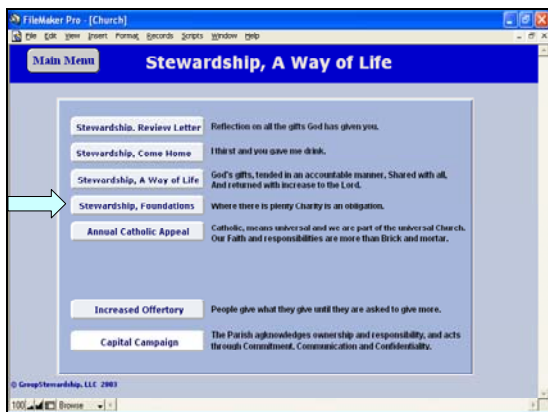 FileMaker Pro - [Church]
File Edit View Insert Format Records Scripts Window Help
Main Menu
Stewardship, A Way of Life
Stewardship. Review Letter
Reflection on all the gifts God has given you.
Stewardship, Come Home
I thirst and you gave me drink.
Stewardship, A Way of Life
God's gifts, tended in an accountable manner, Shared with all,
And returned with increase to the Lord.
Stewardship, Foundations
Where there is plenty Charity is an obligation.
Annual Catholic Appeal
Catholic, means universal and we are part of the universal Church.
Our Faith and responsibilities are more than Brick and mortar.
Increased Offertory
People give what they give until they are asked to give more.
Capital Campaign
The Parish agknowledges ownership and responsibility, and acts
through Commitment, Communication and Confidentiality.
© GroupStewardship, LLC 2003
100 Browse